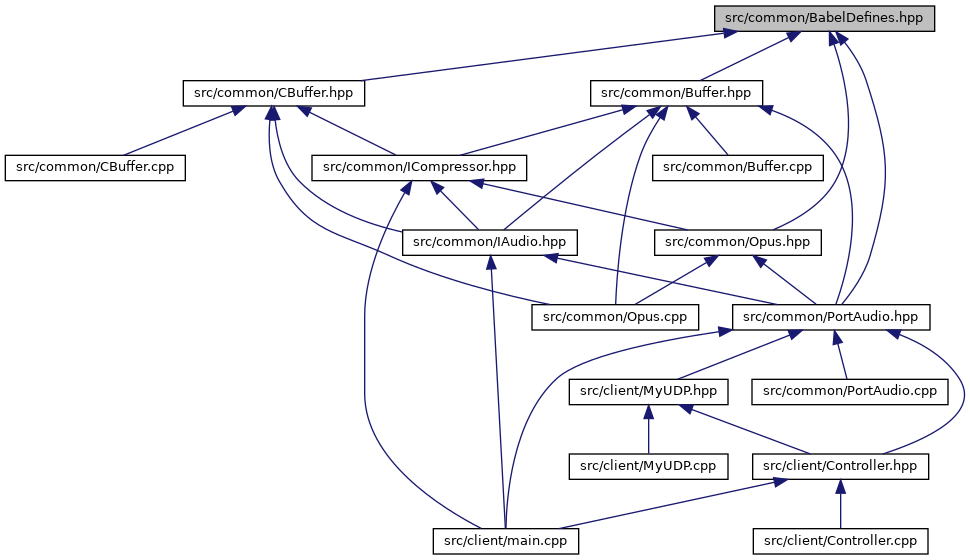 src/common/BabelDefines.hpp
src/common/CBuffer.hpp
src/common/Buffer.hpp
src/common/CBuffer.cpp
src/common/ICompressor.hpp
src/common/Buffer.cpp
src/common/IAudio.hpp
src/common/Opus.hpp
src/common/Opus.cpp
src/common/PortAudio.hpp
src/client/MyUDP.hpp
src/common/PortAudio.cpp
src/client/MyUDP.cpp
src/client/Controller.hpp
src/client/main.cpp
src/client/Controller.cpp